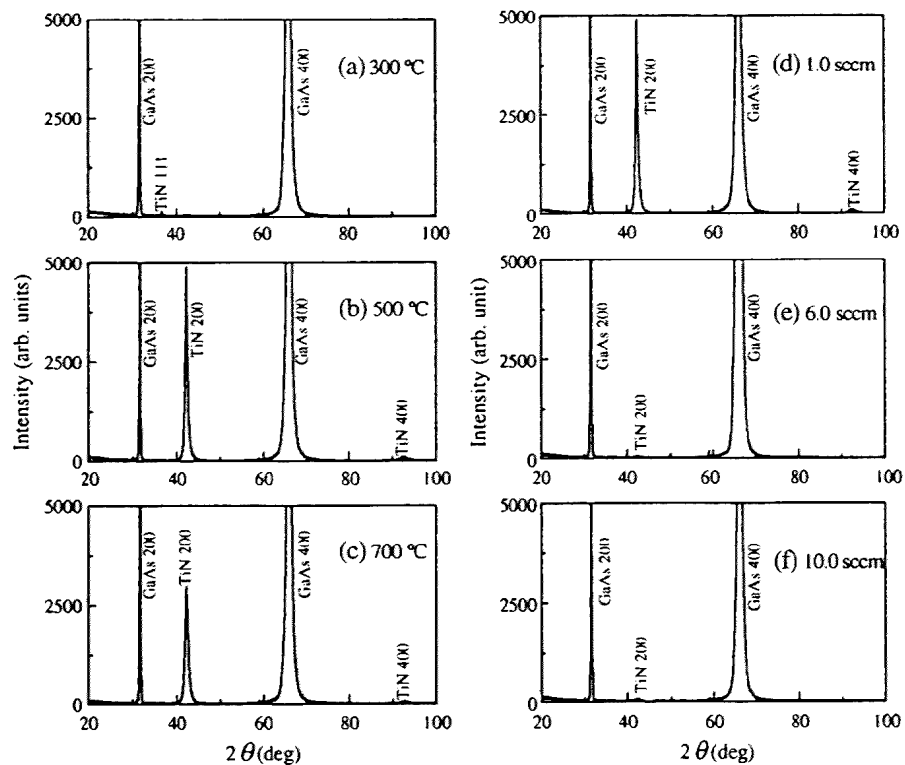 5000
2500
0
20
40
60
80
100
GaAs 200
TiN 111
GaAs 400
(a) 300 ℃
5000
2500
0
20
40
60
80
100
GaAs 200
TiN 200
GaAs 400
TiN 400
(b) 500 ℃
Intensity (arb. units)
5000
2500
0
20
40
60
80
100
GaAs 200
TiN 200
GaAs 400
TiN 400
(c) 700 ℃
2 θ (deg)
5000
2500
0
20
40
60
80
100
GaAs 200
TiN 200
GaAs 400
TiN 400
(d) 1.0 sccm
5000
2500
0
20
40
60
80
100
GaAs 200
TiN 200
GaAs 400
(e) 6.0 sccm
Intensity (arb. unit)
5000
2500
0
20
40
60
80
100
GaAs 200
TiN 200
GaAs 400
(f) 10.0 sccm
2 θ (deg)